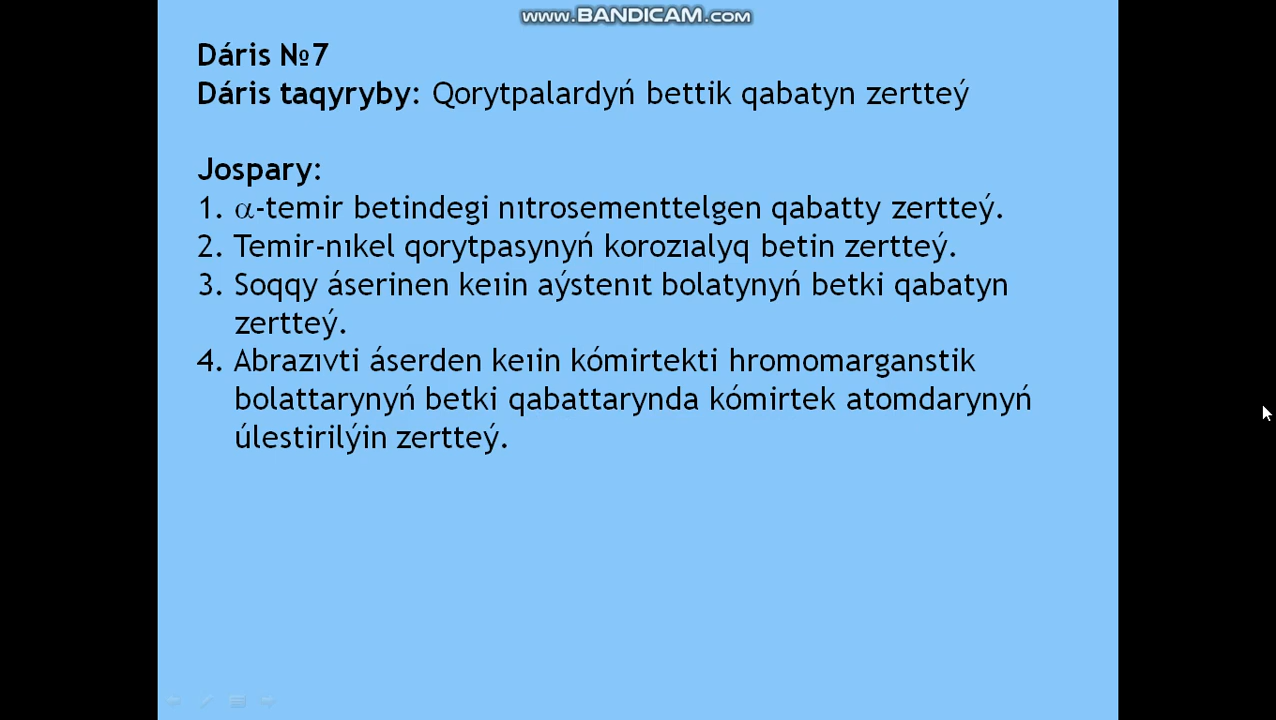 www.BANDICAM.com
Dáris №7
Dáris taqyryby: Qorytpalardyń bettik qabatyn zertteý
Jospary:
1. α-temir betindegi nıtrosementtelgen qabatty zertteý.
2. Temir-nıkel qorytpasynyń korozıalyq betin zertteý.
3. Soqqy áserinen keıin aýstenıt bolatynyń betki qabatyn
zertteý.
4. Abrazıvti áserden keıin kómirtekti hromomarganstik
bolattarynyń betki qabattarynda kómirtek atomdarynyń
úlestirilýin zertteý.